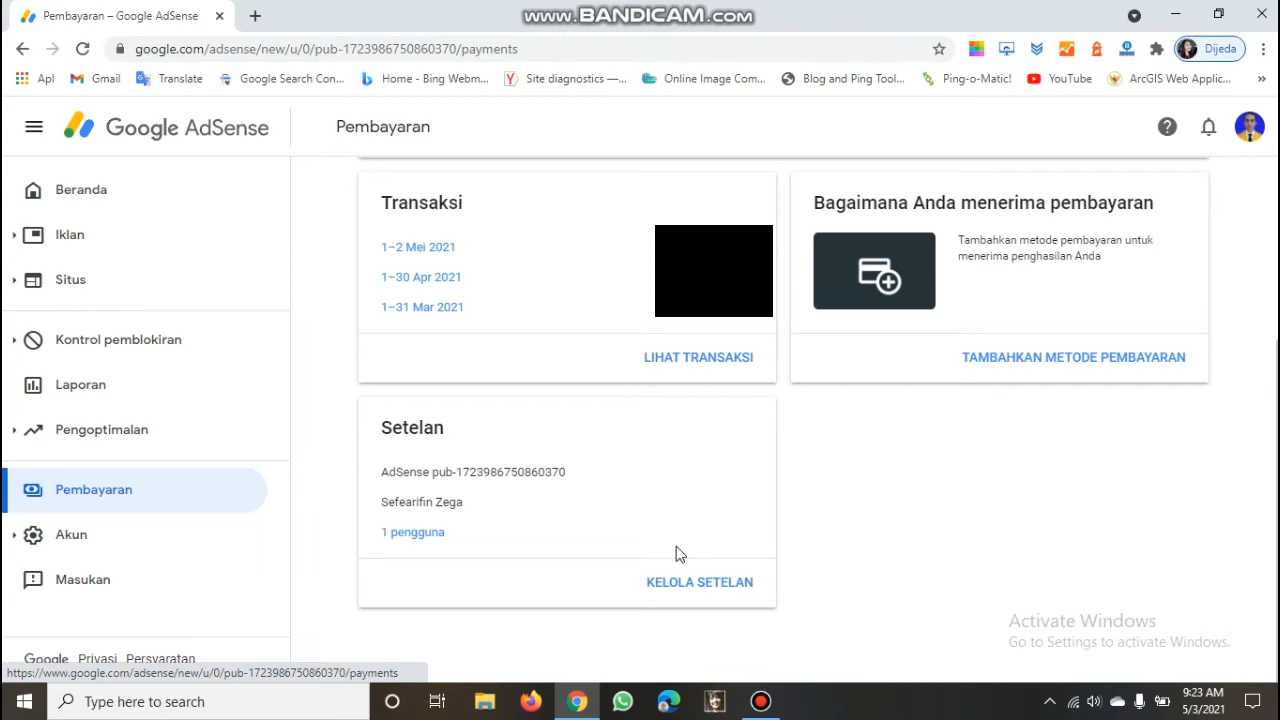 Pembayaran – Google AdSense
www.BANDICAM.com
google.com/adsense/new/u/0/pub-1723986750860370/payments
Dijeda
Apl
Gmail
Translate
Google Search Con...
Home - Bing Webm...
Site diagnostics —...
Online Image Com...
Blog and Ping Tool...
Ping-o-Matic!
YouTube
ArcGIS Web Applic...
Google AdSense
Pembayaran
Beranda
Iklan
Situs
Kontrol pemblokiran
Laporan
Pengoptimalan
Pembayaran
Akun
Masukan
Google Privasi Persyaratan
Transaksi
1–2 Mei 2021
1–30 Apr 2021
1–31 Mar 2021
LIHAT TRANSAKSI
Bagaimana Anda menerima pembayaran
Tambahkan metode pembayaran untuk
menerima penghasilan Anda
TAMBAHKAN METODE PEMBAYARAN
Setelan
AdSense pub-1723986750860370
Sefearifin Zega
1 pengguna
KELOLA SETELAN
Activate Windows
Go to Settings to activate Windows.
https://www.google.com/adsense/new/u/0/pub-1723986750860370/payments
Type here to search
9:23 AM
5/3/2021